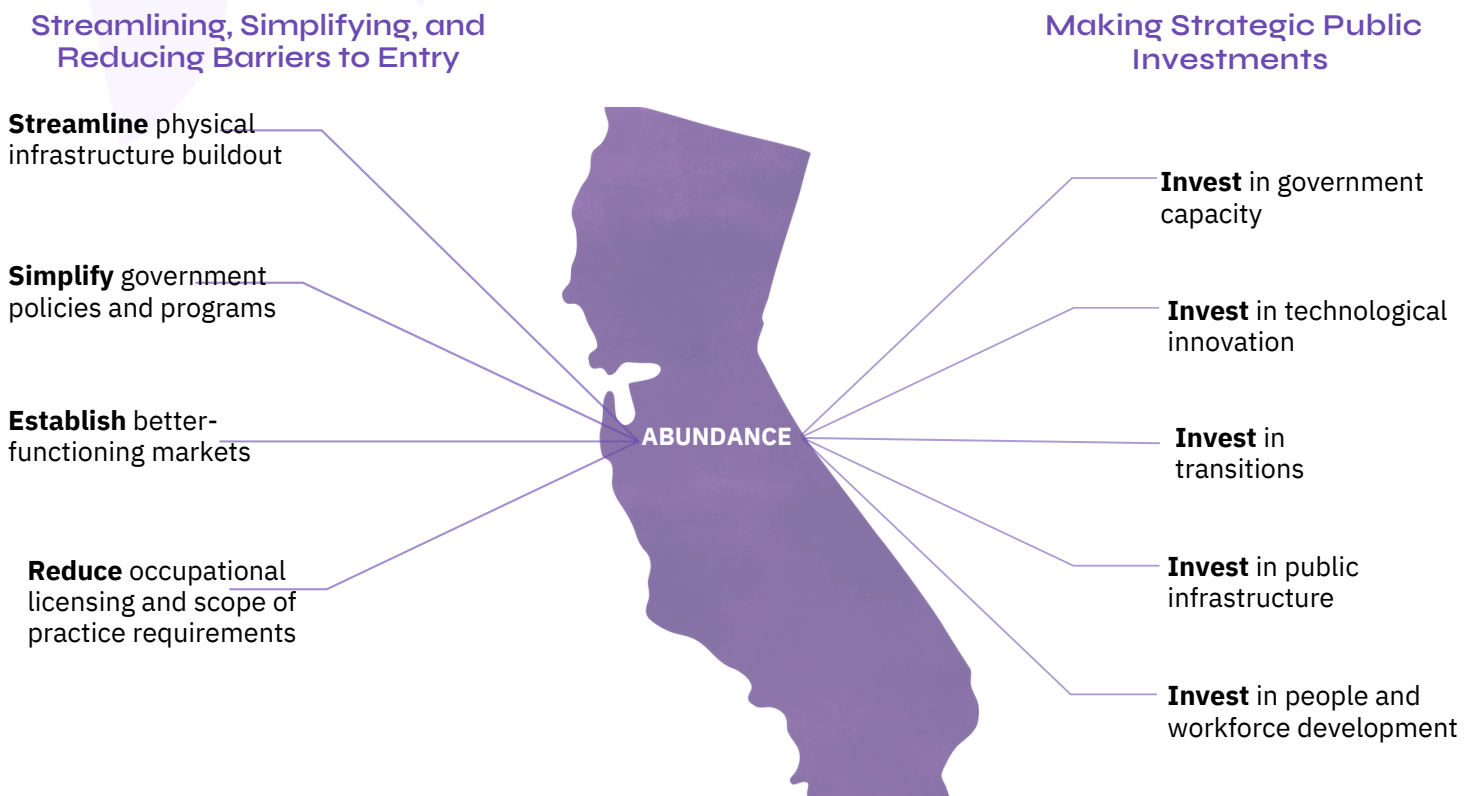 Streamlining, Simplifying, and
Reducing Barriers to Entry
Streamline physical
infrastructure buildout
Simplify government
policies and programs
Establish better-
functioning markets
Reduce occupational
licensing and scope of
practice requirements
ABUNDANCE
Making Strategic Public
Investments
Invest in government
capacity
Invest in technological
innovation
Invest in
transitions
Invest in public
infrastructure
Invest in people and
workforce development